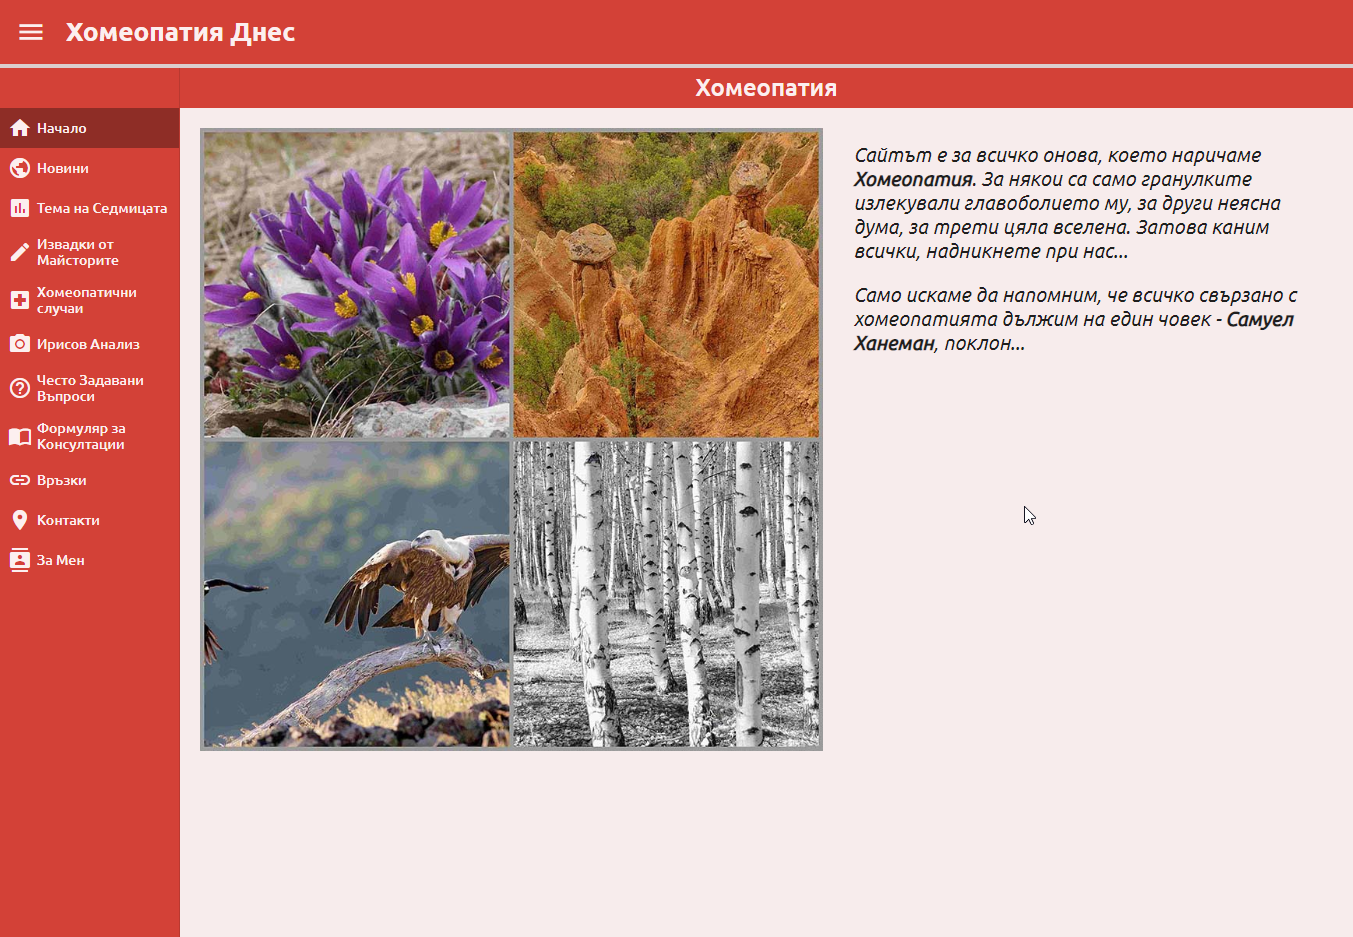 Хомеопатия Днес
Хомеопатия
Начало
Новини
Тема на Седмицата
Извадки от
Майсторите
Хомеопатични
случаи
Ирисов Анализ
Често Задавани
Въпроси
Формуляр за
Консултации
Връзки
Контакти
За Мен
Сайтът е за всичко онова, което наричаме
Хомеопатия. За някои са само гранулките
излекували главоболието му, за други неясна
дума, за трети цяла вселена. Затова каним
всички, надникнете при нас...
Само искаме да напомним, че всичко свързано с
хомеопатията дължим на един човек - Самуел
Ханеман, поклон...